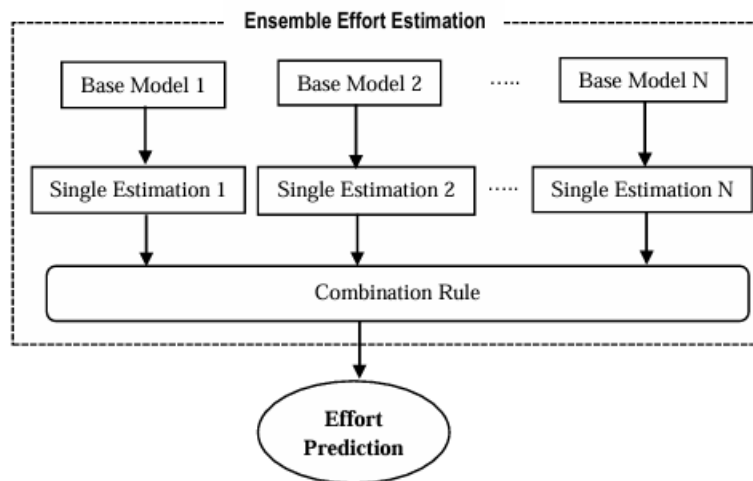 Ensemble Effort Estimation
Base Model 1
Base Model 2
.....
Base Model N
Single Estimation 1
Single Estimation 2
.....
Single Estimation N
Combination Rule
Effort
Prediction